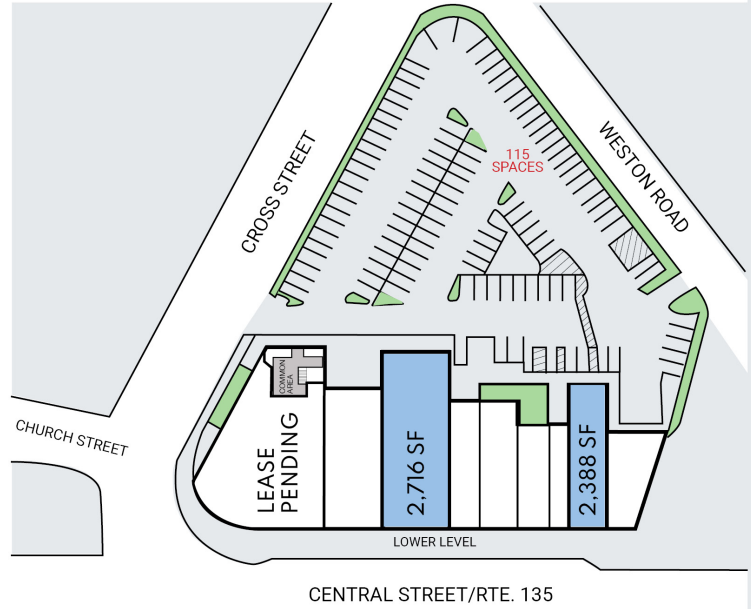 115
SPACES
WESTON ROAD
CROSS STREET
COMMON
AREA
CHURCH STREET
LEASE
PENDING
2,716 SF
2,388 SF
LOWER LEVEL
CENTRAL STREET/RTE. 135